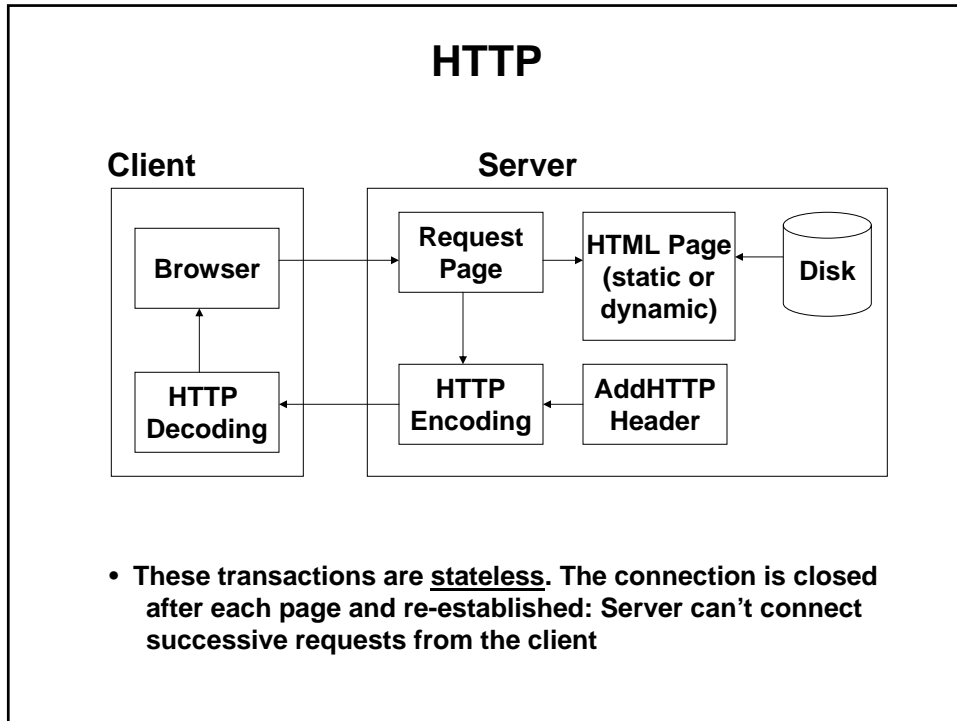 HTTP
Client
Server
Browser
Request
Page
HTML Page
(static or
dynamic)
Disk
HTTP
Decoding
HTTP
Encoding
AddHTTP
Header
• These transactions are stateless. The connection is closed
after each page and re-established: Server can’t connect
successive requests from the client